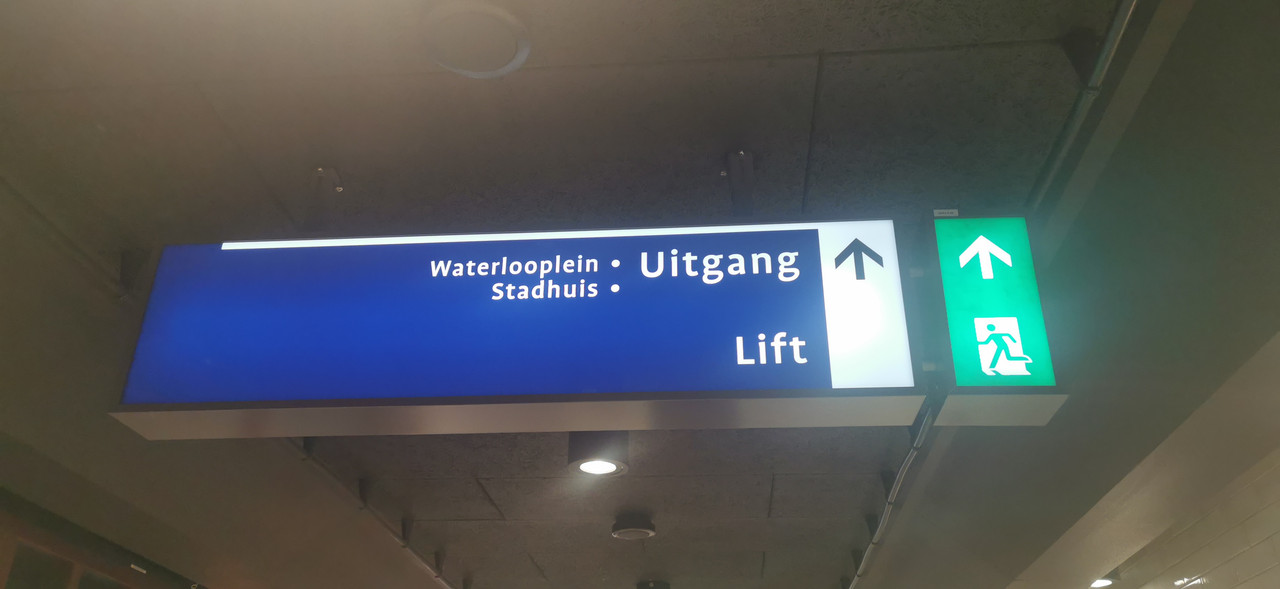 Waterlooplein • Uitgang
Stadhuis •
Lift